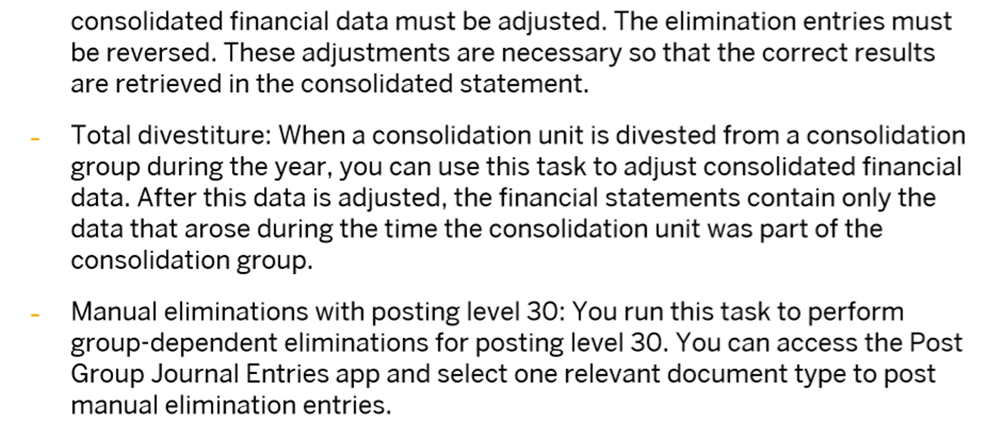 consolidated financial data must be adjusted. The elimination entries must
be reversed. These adjustments are necessary so that the correct results
are retrieved in the consolidated statement.
- Total divestiture: When a consolidation unit is divested from a consolidation
group during the year, you can use this task to adjust consolidated financial
data. After this data is adjusted, the financial statements contain only the
data that arose during the time the consolidation unit was part of the
consolidation group.
- Manual eliminations with posting level 30: You run this task to perform
group-dependent eliminations for posting level 30. You can access the Post
Group Journal Entries app and select one relevant document type to post
manual elimination entries.